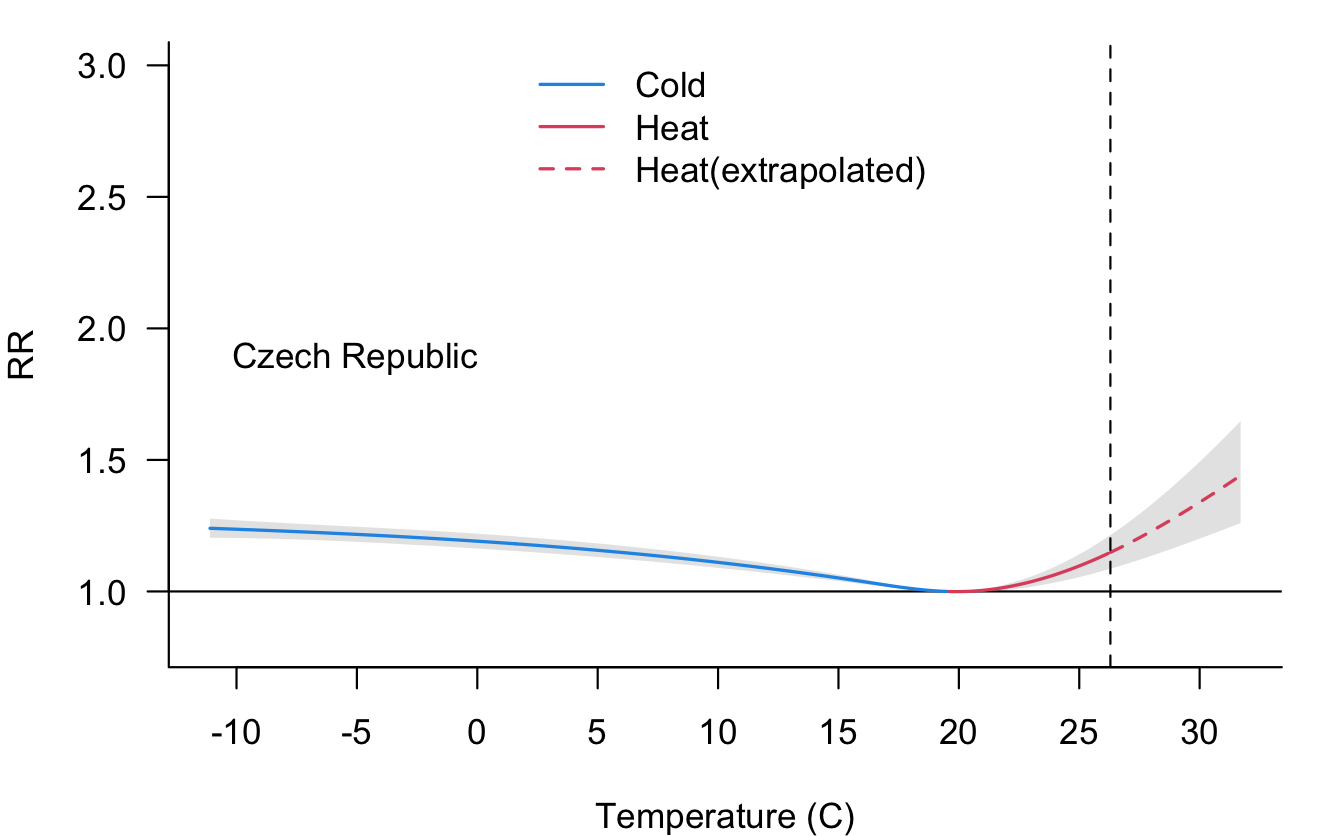 3.0
Cold
Heat
Heat(extrapolated)
2.5
2.0
RR
Czech Republic
1.5
1.0
-10 -5 0 5 10 15 20 25 30
Temperature (C)